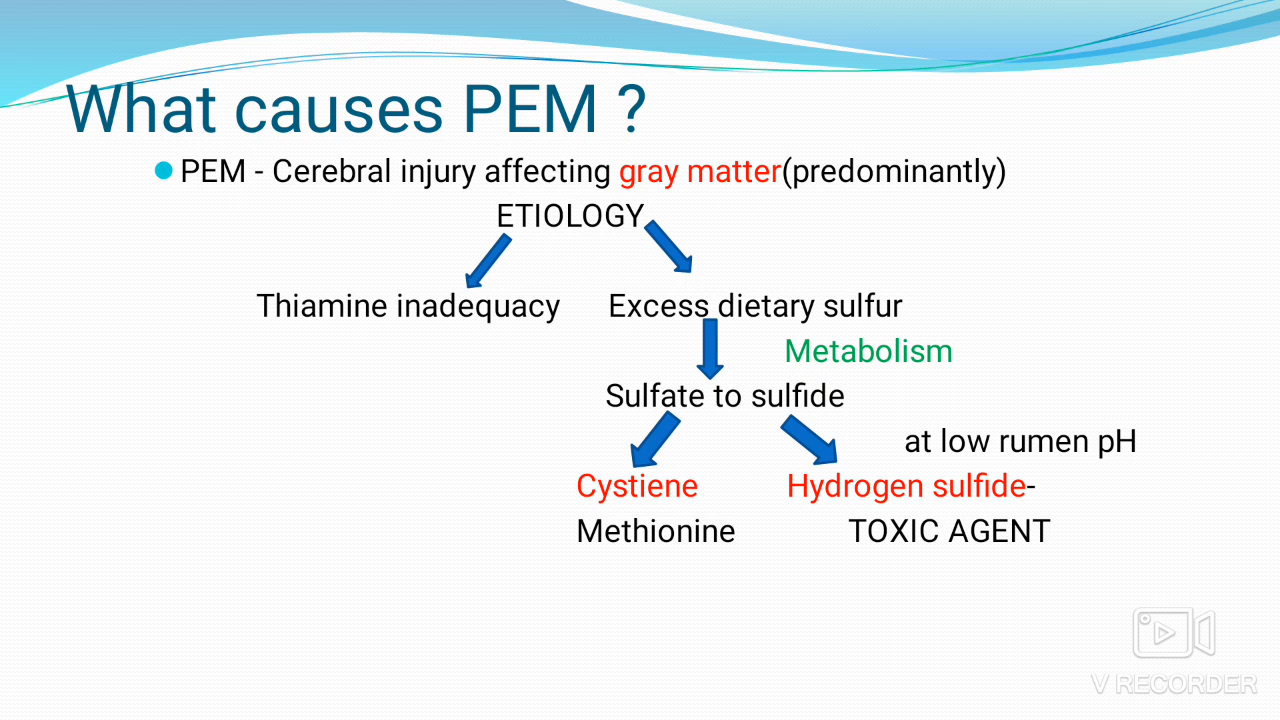 What causes PEM ?
PEM - Cerebral injury affecting gray matter(predominantly)
ETIOLOGY
Thiamine inadequacy Excess dietary sulfur
Metabolism
Sulfate to sulfide
at low rumen pH
Cystiene Hydrogen sulfide-
Methionine TOXIC AGENT
V RECORDER